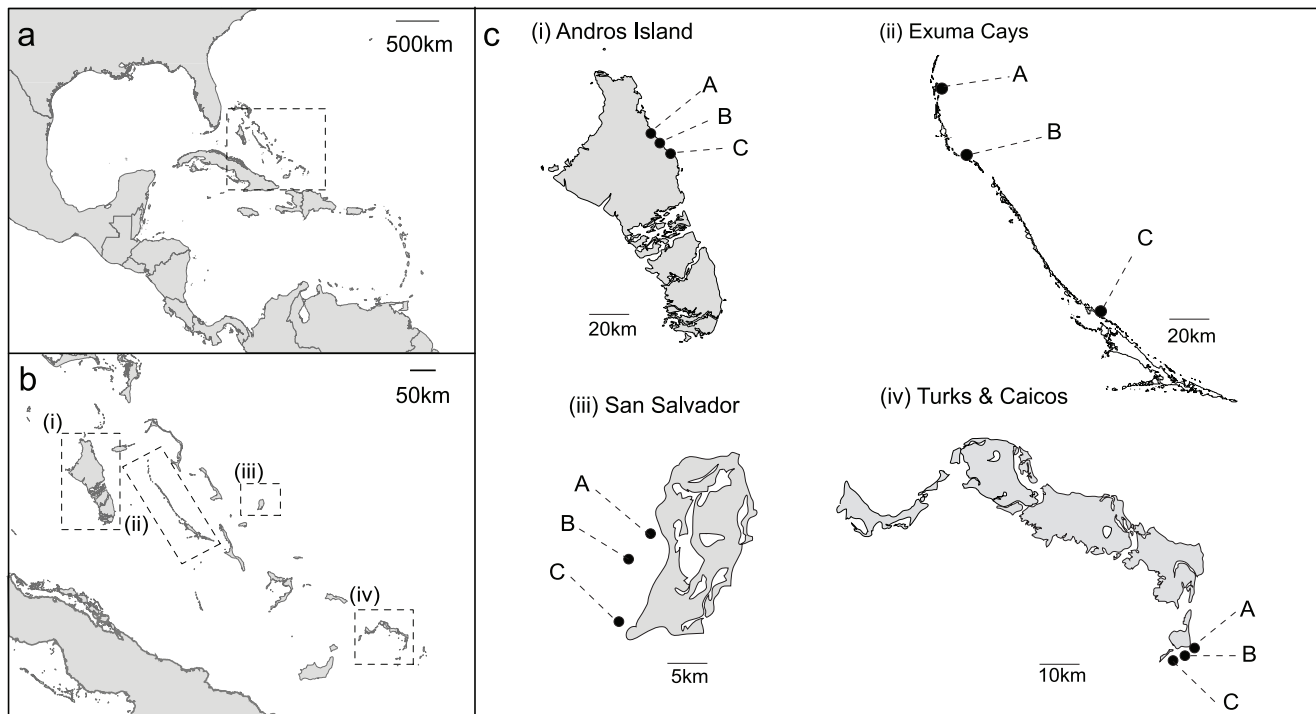 a
500km
b
50km
(i)
(ii)
(iii)
(iv)
c
(i) Andros Island
A
B
C
20km
(ii) Exuma Cays
A
B
C
20km
(iii) San Salvador
A
B
C
5km
(iv) Turks & Caicos
A
B
C
10km